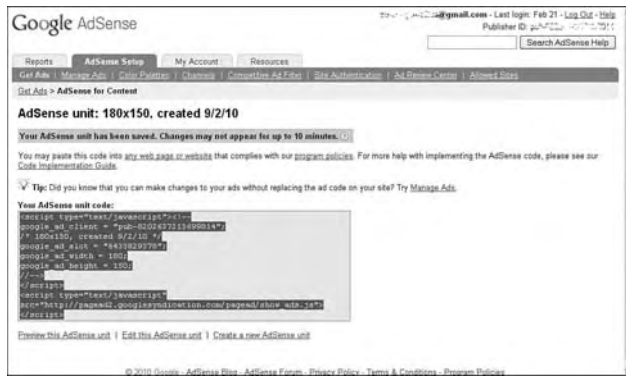 Google AdSense
@gmail.com - Last login: Feb 21 - Log Out - Help
Publisher ID:
Search AdSense Help
Reports AdSense Setup My Account Resources
Get Ads | Manage Ads | Color Palettes | Channels | Competitive Ad Filter | Site Authentication | Ad Review Center | Allowed Sites
Get Ads > AdSense for Content
AdSense unit: 180x150, created 9/2/10
Your AdSense unit has been saved. Changes may not appear for up to 10 minutes.
You may paste this code into any web page or website that complies with our program policies. For more help with implementing the AdSense code, please see our
Code Implementation Guide.
Tip: Did you know that you can make changes to your ads without replacing the ad code on your site? Try Manage Ads.
Your AdSense unit code:
<script type="text/javascript"><!--
google_ad_client =
/* 180x150, created 9/2/10 */
google_ad_slot =
google_ad_width = 180;
google_ad_height = 150;
//-->
</script>
<script type="text/javascript"
src="http://pagead2.googlesyndication.com/pagead/show_ads.js">
</script>
Preview this AdSense unit | Edit this AdSense unit | Create a new AdSense unit
© 2010 Google - AdSense Blog - AdSense Forum - Privacy Policy - Terms & Conditions - Program Policies